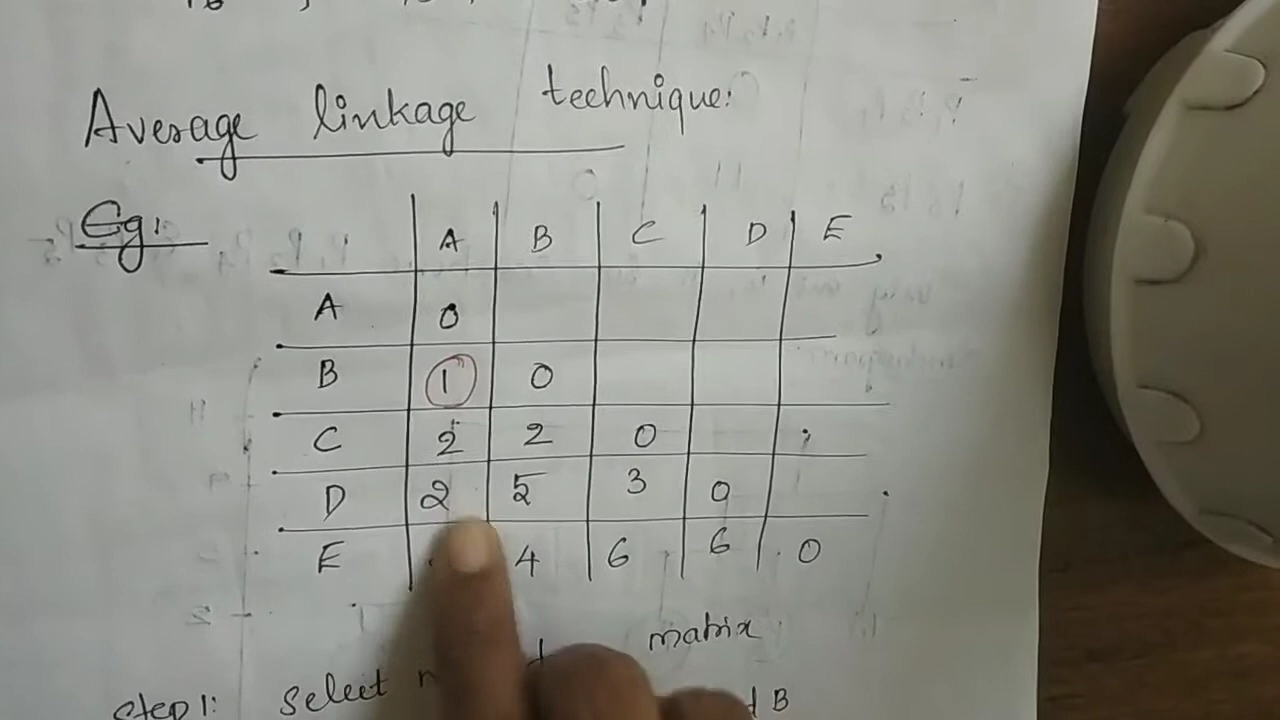 Average linkage technique:
Eg:
A B C D E
A 0
B 1 0
C 2 2 0
D 2 5 3 0
E 4 6 6 0
Step 1: Select matrix
B